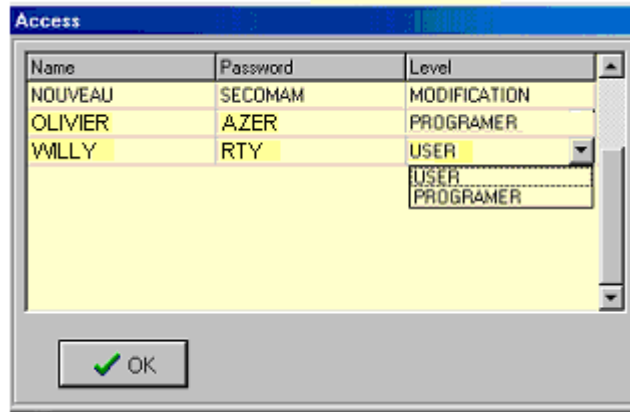 Access
Name Password Level
NOUVEAU SECOMAM MODIFICATION
OLIVIER AZER PROGRAMER
WILLY RTY USER
USER
PROGRAMER
OK